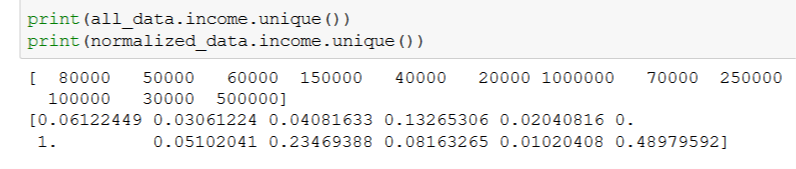 print(all_data.income.unique())
print(normalized_data.income.unique())
[  80000   50000   60000  150000   40000   20000 1000000   70000  250000
  100000   30000  500000]
[0.06122449 0.03061224 0.04081633 0.13265306 0.02040816 0.
 1.         0.05102041 0.23469388 0.08163265 0.01020408 0.48979592]